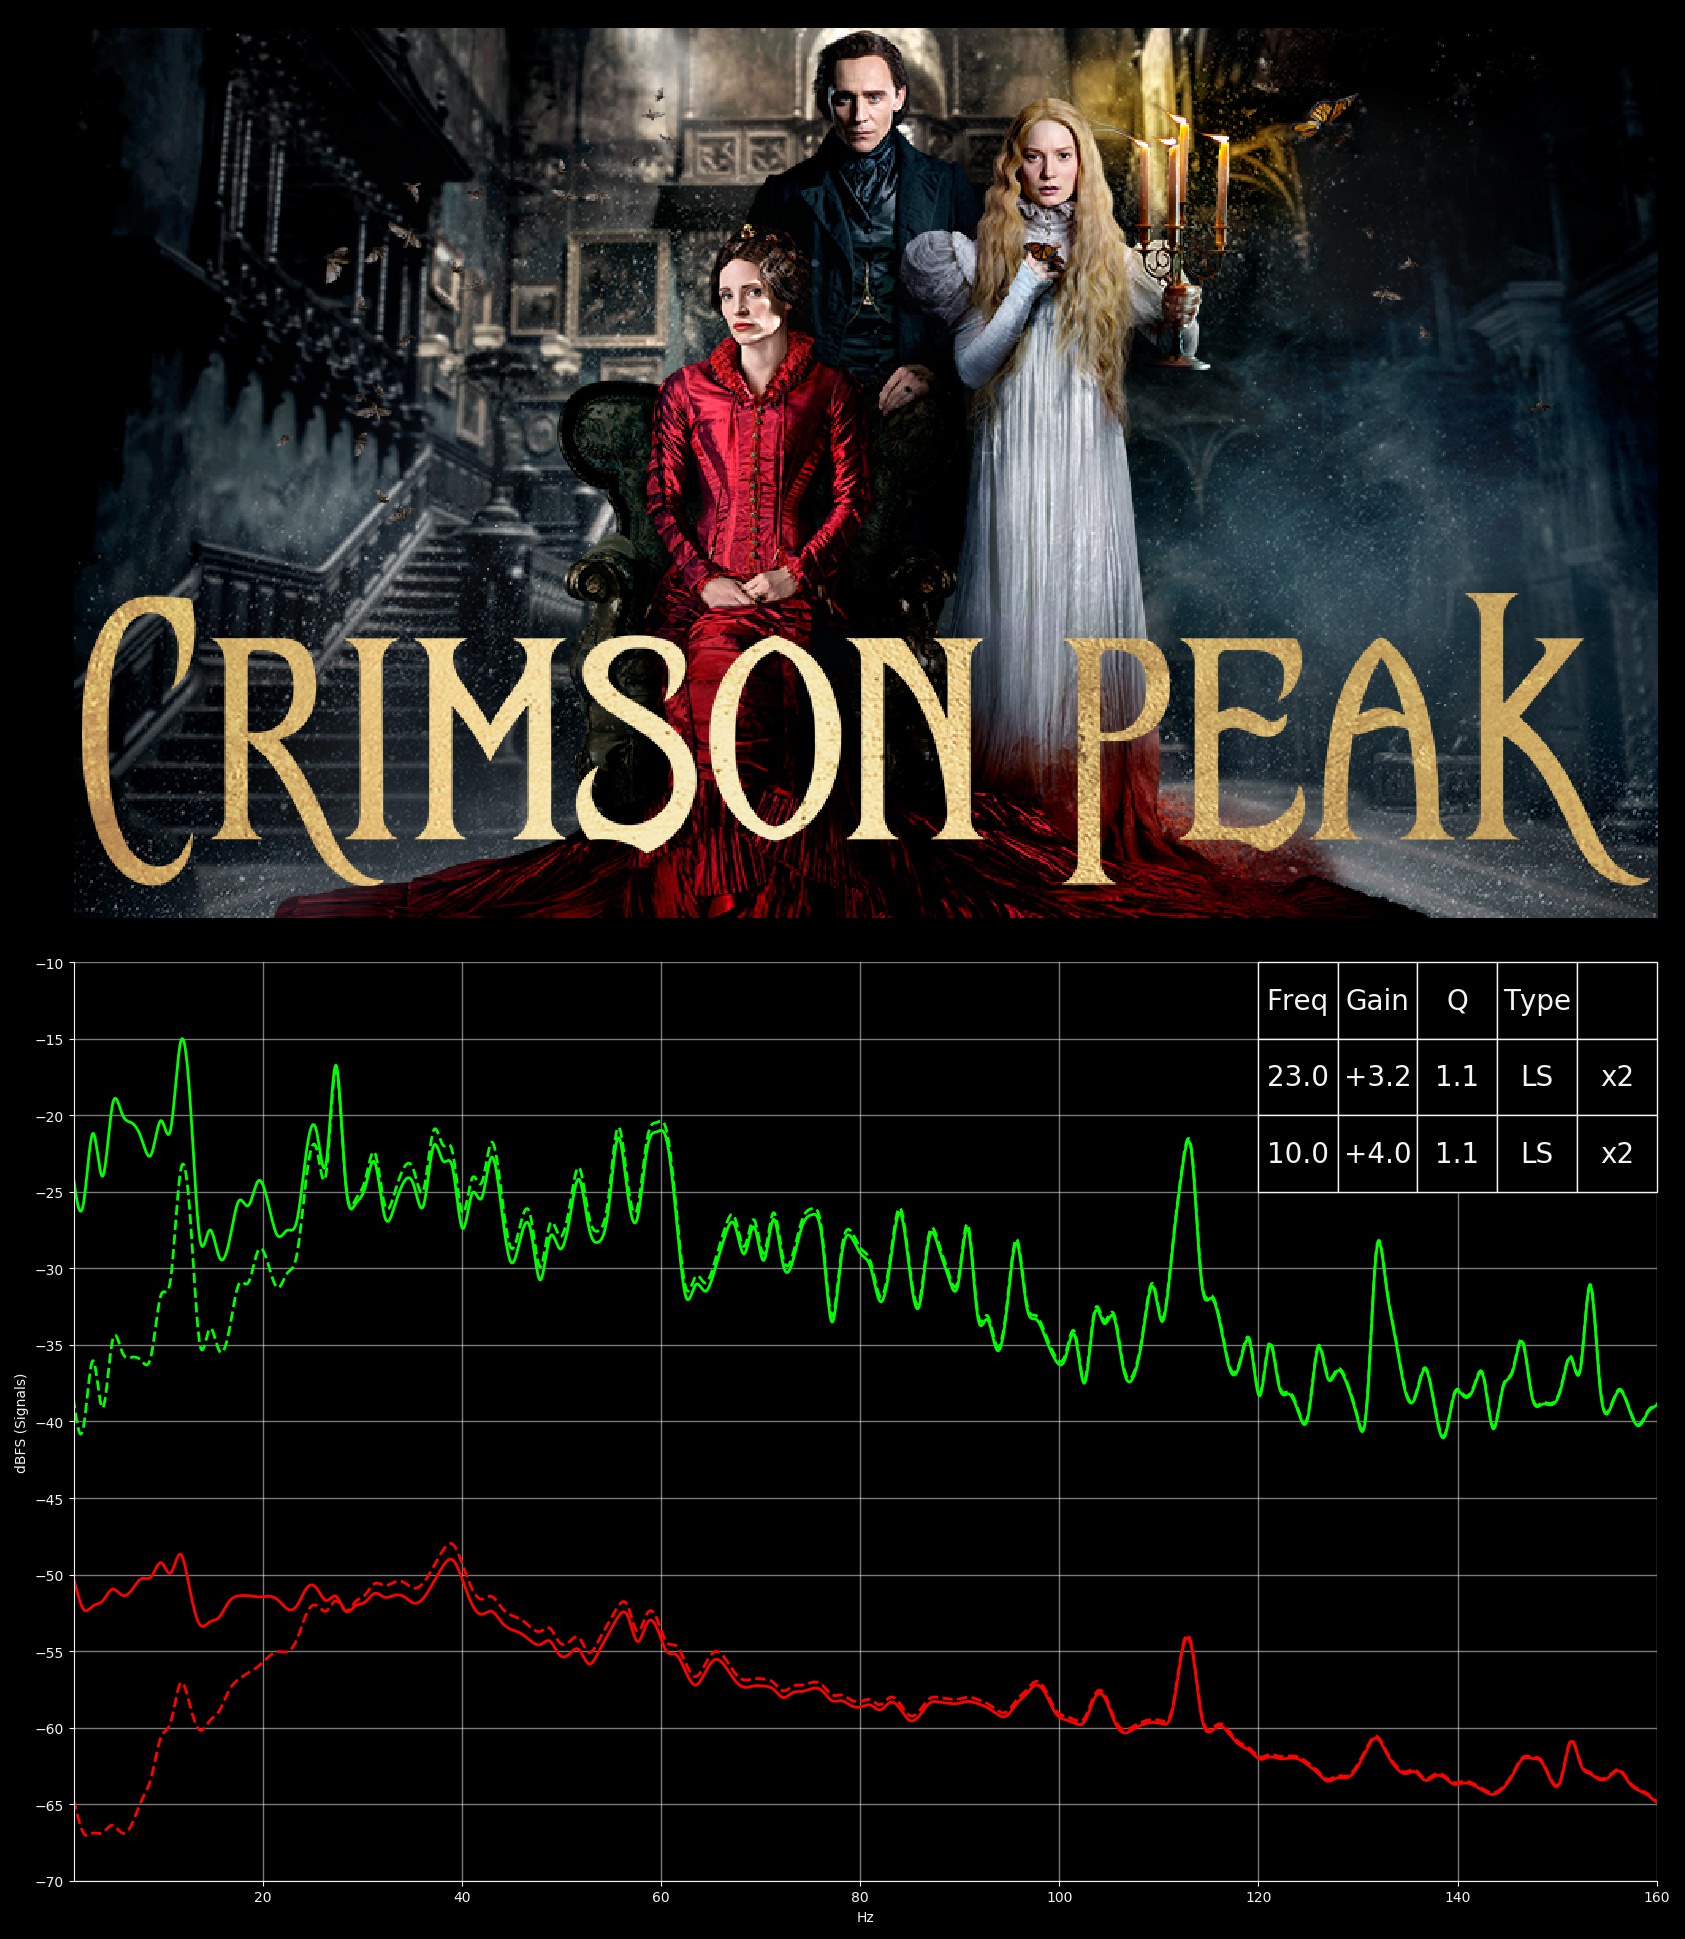 CRIMSON PEAK
Freq Gain Q Type
23.0 +3.2 1.1 LS x2
10.0 +4.0 1.1 LS x2
−10
−15
−20
−25
−30
−35
−40
−45
−50
−55
−60
−65
−70
dBFS (Signals)
20 40 60 80 100 120 140 160
Hz